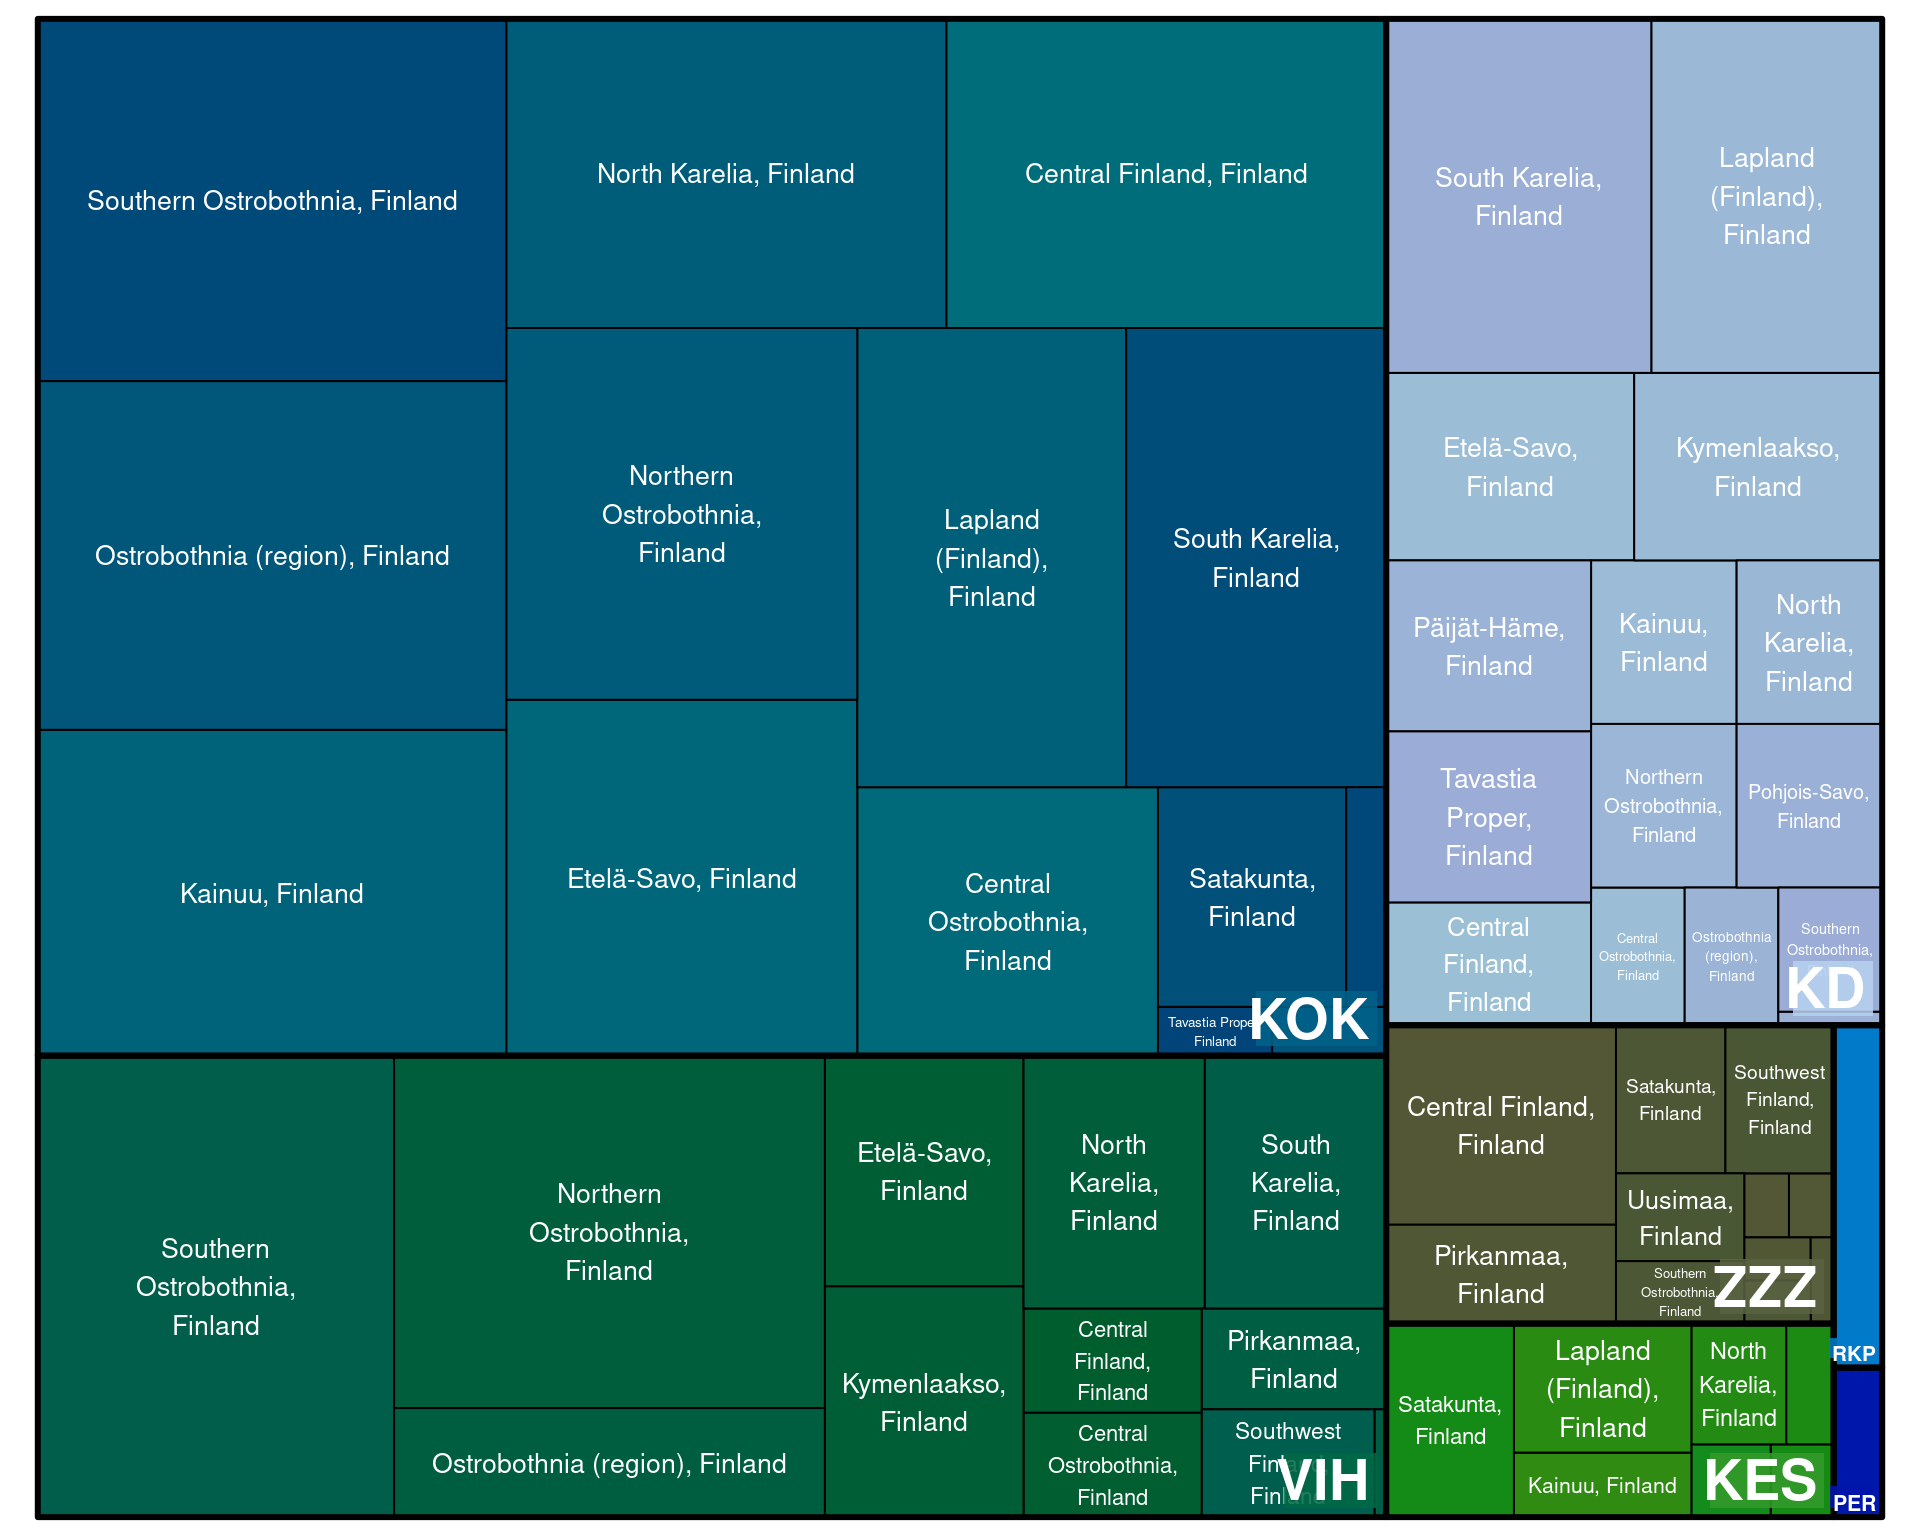 Southern Ostrobothnia, Finland
North Karelia, Finland
Central Finland, Finland
Ostrobothnia (region), Finland
Northern
Ostrobothnia,
Finland
Lapland
(Finland),
Finland
South Karelia,
Finland
Kainuu, Finland
Etelä-Savo, Finland
Central
Ostrobothnia,
Finland
Satakunta,
Finland
Tavastia Prope
Finland
KOK
South Karelia,
Finland
Lapland
(Finland),
Finland
Etelä-Savo,
Finland
Kymenlaakso,
Finland
Päijät-Häme,
Finland
Kainuu,
Finland
North
Karelia,
Finland
Tavastia
Proper,
Finland
Northern
Ostrobothnia,
Finland
Pohjois-Savo,
Finland
Central
Finland,
Finland
Central
Ostrobothnia,
Finland
Ostrobothnia
(region),
Finland
Southern
Ostrobothnia,
KD
Southern
Ostrobothnia,
Finland
Northern
Ostrobothnia,
Finland
Ostrobothnia (region), Finland
Etelä-Savo,
Finland
Kymenlaakso,
Finland
North
Karelia,
Finland
South
Karelia,
Finland
Central
Finland,
Finland
Pirkanmaa,
Finland
Central
Ostrobothnia,
Finland
Southwest
Finland,
Finland
VIH
Central Finland,
Finland
Satakunta,
Finland
Southwest
Finland,
Finland
Pirkanmaa,
Finland
Uusimaa,
Finland
Southern
Ostrobothnia,
Finland
ZZZ
Satakunta,
Finland
Lapland
(Finland),
Finland
North
Karelia,
Finland
Kainuu, Finland
KES
RKP
PER